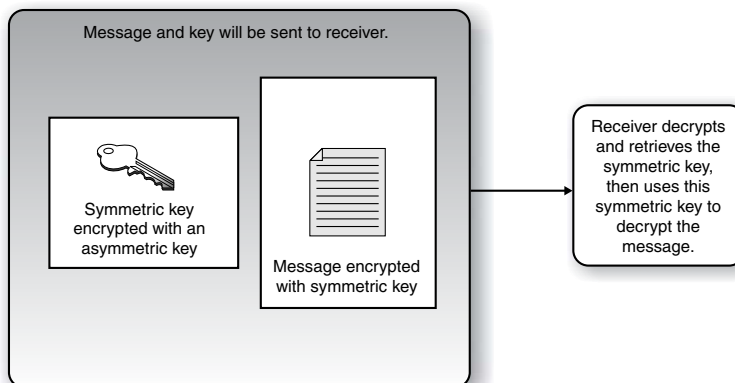 Message and key will be sent to receiver.
Symmetric key
encrypted with an
asymmetric key
Message encrypted
with symmetric key
Receiver decrypts
and retrieves the
symmetric key,
then uses this
symmetric key to
decrypt the
message.